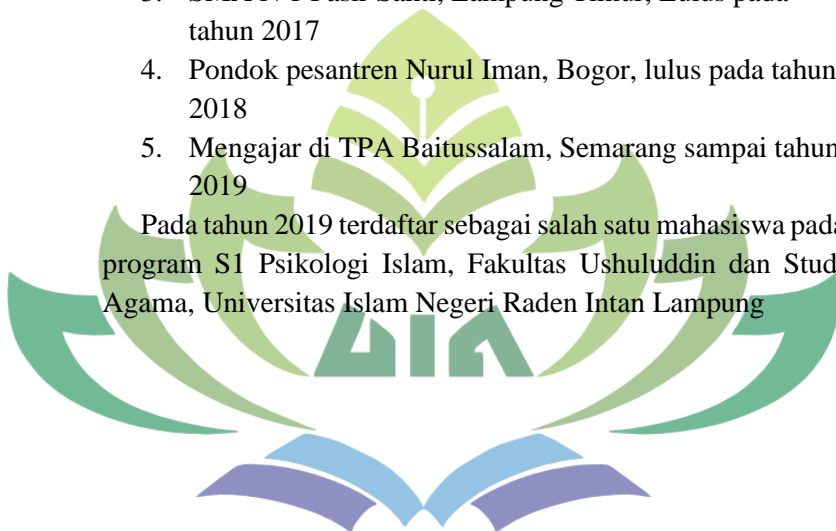 tahun 2017
4. Pondok pesantren Nurul Iman, Bogor, lulus pada tahun
2018
5. Mengajar di TPA Baitussalam, Semarang sampai tahun
2019
Pada tahun 2019 terdaftar sebagai salah satu mahasiswa pada
program S1 Psikologi Islam, Fakultas Ushuluddin dan Stud
Agama, Universitas Islam Negeri Raden Intan Lampung
UIN